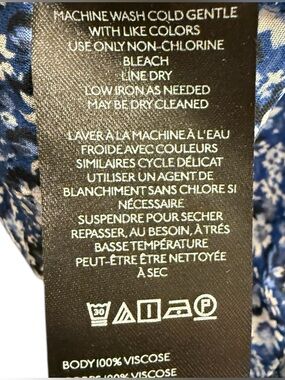 MACHINE WASH COLD GENTLE
WITH LIKE COLORS
USE ONLY NON-CHLORINE
BLEACH
LINE DRY
LOW IRON AS NEEDED
MAY BE DRY CLEANED
LAVER À LA MACHINE À L'EAU
FROIDE AVEC COULEURS
SIMILAIRES CYCLE DÉLICAT
UTILISER UN AGENT DE
BLANCHIMENT SANS CHLORE SI
NÉCESSAIRE
SUSPENDRE POUR SÉCHER
REPASSER, AU BESOIN, À TRÉS
BASSE TEMPÉRATURE
PEUT-ÊTRE ÊTRE NETTOYÉE
À SEC
30 P
BODY 100% VISCOSE
100% VISCOSE